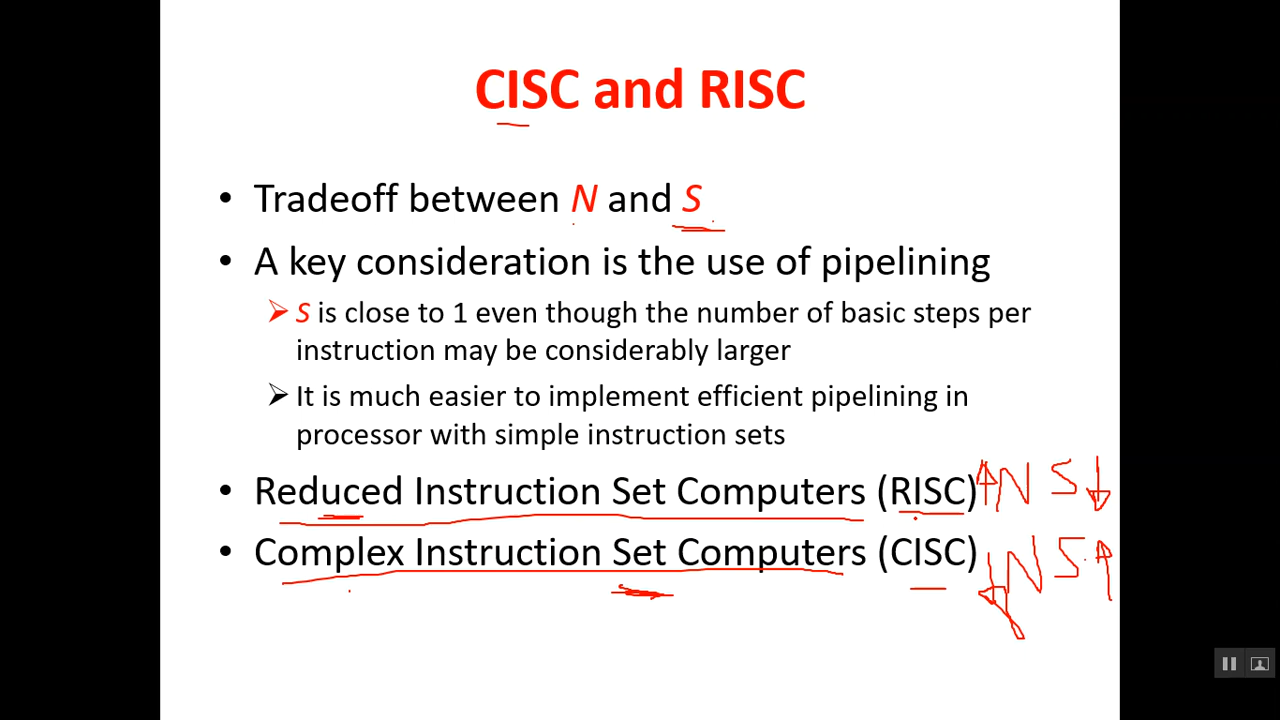 CISC and RISC
• Tradeoff between N and S
• A key consideration is the use of pipelining
➢ S is close to 1 even though the number of basic steps per
instruction may be considerably larger
➢ It is much easier to implement efficient pipelining in
processor with simple instruction sets
• Reduced Instruction Set Computers (RISC) ↑N S↓
• Complex Instruction Set Computers (CISC) ↓N S↑